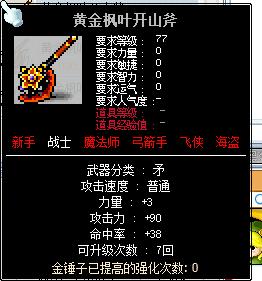 黄金枫叶开山斧
要求等级： 77
要求力量： 0
要求敏捷： 0
要求智力： 0
要求运气： 0
要求人气度：-
道具等级： -
道具经验值： -
新手 战士 魔法师 弓箭手 飞侠 海盗
武器分类： 矛
攻击速度： 普通
力量： +3
攻击力： +90
命中率： +38
可升级次数： 7回
金锤子已提高的强化次数: 0